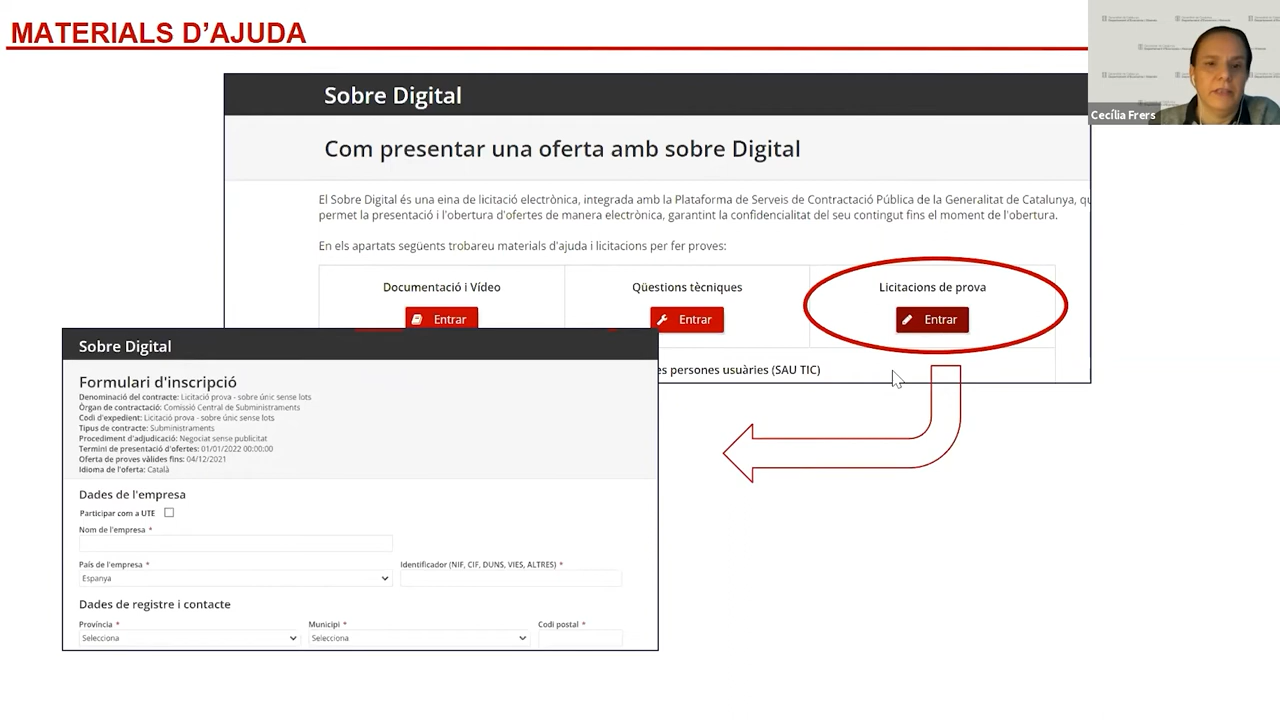 MATERIALS D'AJUDA
Cecília Frers
Sobre Digital
Com presentar una oferta amb sobre Digital
El Sobre Digital és una eina de licitació electrònica, integrada amb la Plataforma de Serveis de Contractació Pública de la Generalitat de Catalunya, qu
permet la presentació i l'obertura d'ofertes de manera electrònica, garantint la confidencialitat del seu contingut fins el moment de l'obertura.
En els apartats següents trobareu materials d'ajuda i licitacions per fer proves:
Documentació i Vídeo
Qüestions tècniques
Licitacions de prova
Entrar
Entrar
Entrar
es persones usuàries (SAU TIC)
Sobre Digital
Formulari d'inscripció
Denominació del contracte: Licitació prova - sobre únic sense lots
Òrgan de contractació: Comissió Central de Subministraments
Codi d'expedient: Licitació prova - sobre únic sense lots
Tipus de contracte: Subministraments
Procediment d'adjudicació: Negociat sense publicitat
Termini de presentació d'ofertes: 01/01/2022 00:00:00
Oferta de proves vàlides fins: 04/12/2021
Idioma de l'oferta: Català
Dades de l'empresa
Participar com a UTE
Nom de l'empresa *
País de l'empresa *
Identificador (NIF, CIF, DUNS, VIES, ALTRES) *
Espanya
Dades de registre i contacte
Província *
Municipi *
Codi postal *
Selecciona
Selecciona